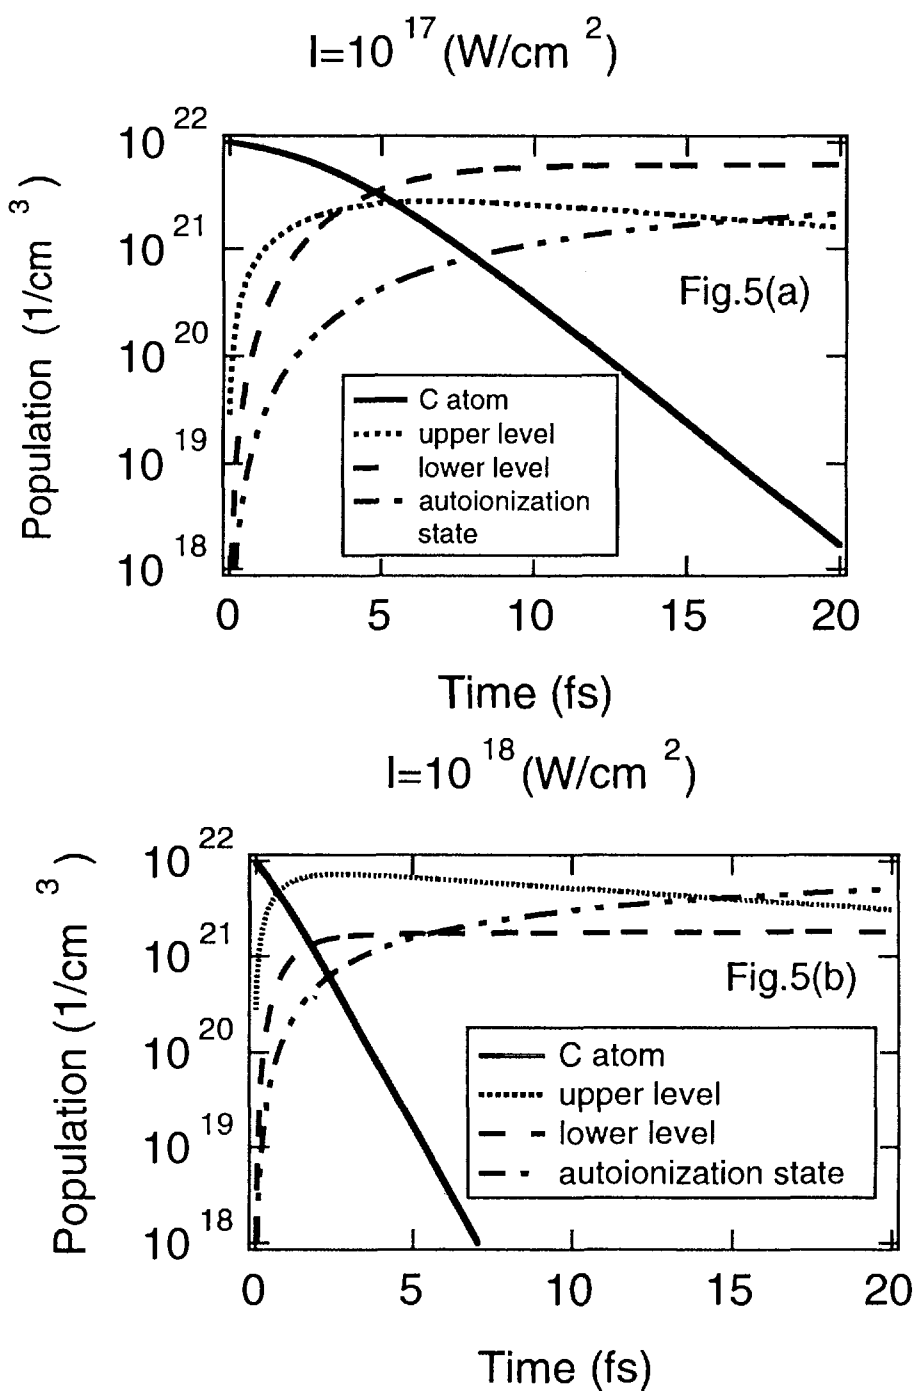 I=10^17 (W/cm^2)
Population (1/cm^3)
10^22
10^21
10^20
10^19
10^18
Fig.5(a)
C atom
upper level
lower level
autoionization
state
0 5 10 15 20
Time (fs)
I=10^18 (W/cm^2)
Population (1/cm^3)
10^22
10^21
10^20
10^19
10^18
Fig.5(b)
C atom
upper level
lower level
autoionization state
0 5 10 15 20
Time (fs)